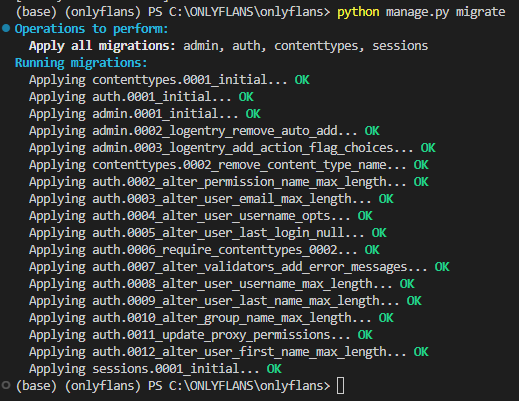 (base) (onlyflans) PS C:\ONLYFLANS\onlyflans> python manage.py migrate
Operations to perform:
  Apply all migrations: admin, auth, contenttypes, sessions
Running migrations:
  Applying contenttypes.0001_initial... OK
  Applying auth.0001_initial... OK
  Applying admin.0001_initial... OK
  Applying admin.0002_logentry_remove_auto_add... OK
  Applying admin.0003_logentry_add_action_flag_choices... OK
  Applying contenttypes.0002_remove_content_type_name... OK
  Applying auth.0002_alter_permission_name_max_length... OK
  Applying auth.0003_alter_user_email_max_length... OK
  Applying auth.0004_alter_user_username_opts... OK
  Applying auth.0005_alter_user_last_login_null... OK
  Applying auth.0006_require_contenttypes_0002... OK
  Applying auth.0007_alter_validators_add_error_messages... OK
  Applying auth.0008_alter_user_username_max_length... OK
  Applying auth.0009_alter_user_last_name_max_length... OK
  Applying auth.0010_alter_group_name_max_length... OK
  Applying auth.0011_update_proxy_permissions... OK
  Applying auth.0012_alter_user_first_name_max_length... OK
  Applying sessions.0001_initial... OK
(base) (onlyflans) PS C:\ONLYFLANS\onlyflans>